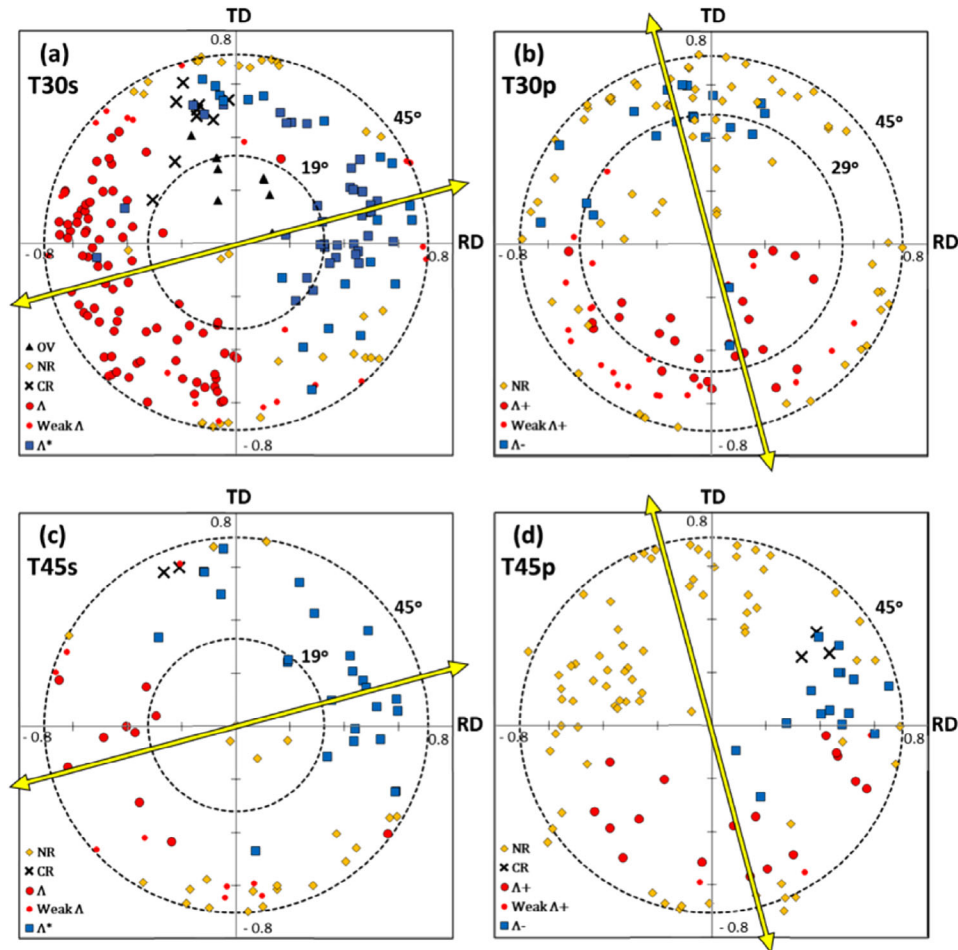 TD TD
(a) 0.8 (b) 0.8
T30s 45° T30p 45°
19° 29°
RD RD
- 0.8 0.8 - 0.8 0.8
▲ OV
◆ NR
✕ CR ◆ NR
● Λ ● Λ+
● Weak Λ ● Weak Λ+
■ Λ* - 0.8 ■ Λ- - 0.8
TD TD
(c) 0.8 (d) 0.8
T45s 45° T45p 45°
19°
RD RD
- 0.8 0.8 - 0.8 0.8
◆ NR ◆ NR
✕ CR ✕ CR
● Λ ● Λ+
● Weak Λ ● Weak Λ+
■ Λ* - 0.8 ■ Λ- - 0.8